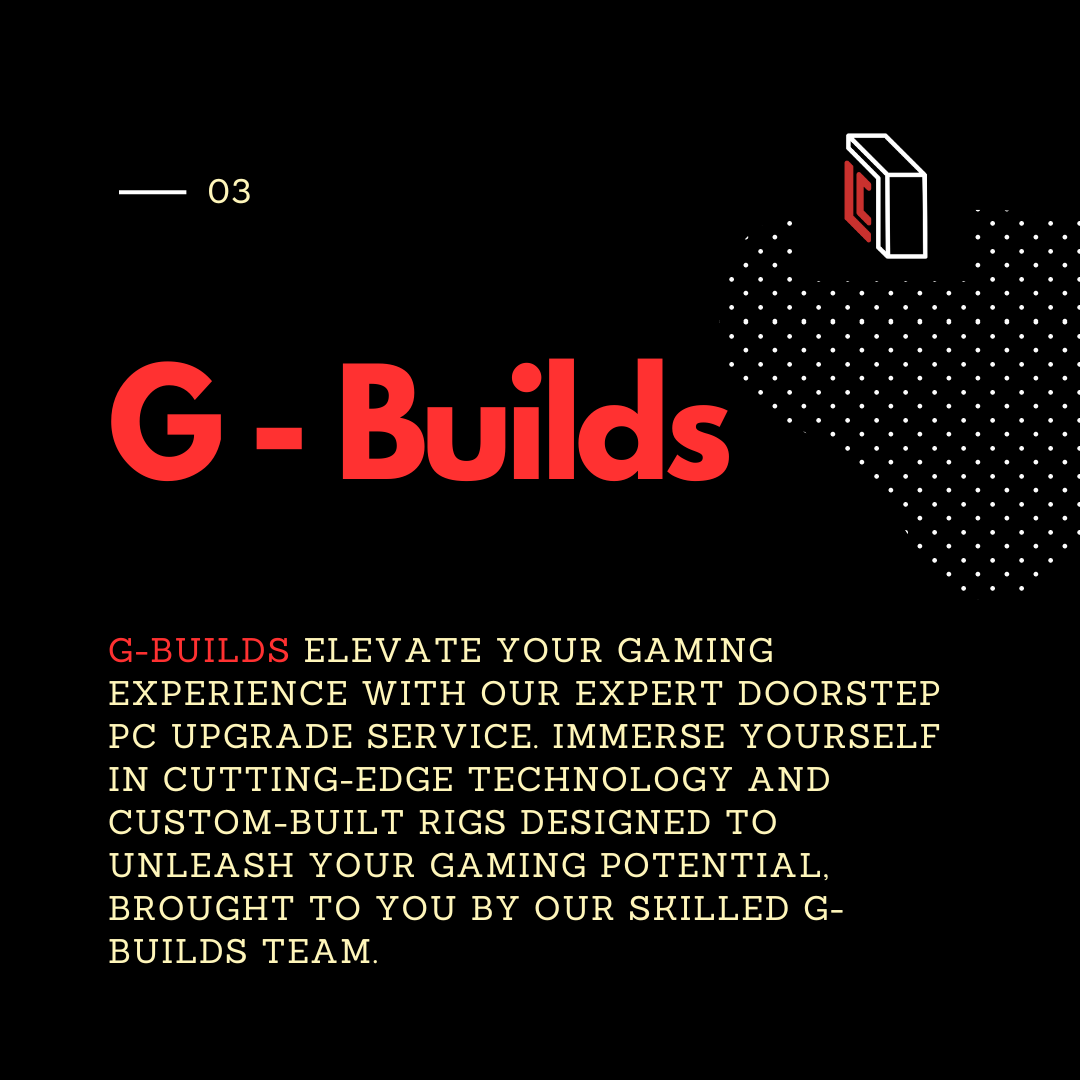 03
LC
G - Builds
G-BUILDS ELEVATE YOUR GAMING
EXPERIENCE WITH OUR EXPERT DOORSTEP
PC UPGRADE SERVICE. IMMERSE YOURSELF
IN CUTTING-EDGE TECHNOLOGY AND
CUSTOM-BUILT RIGS DESIGNED TO
UNLEASH YOUR GAMING POTENTIAL,
BROUGHT TO YOU BY OUR SKILLED G-
BUILDS TEAM.